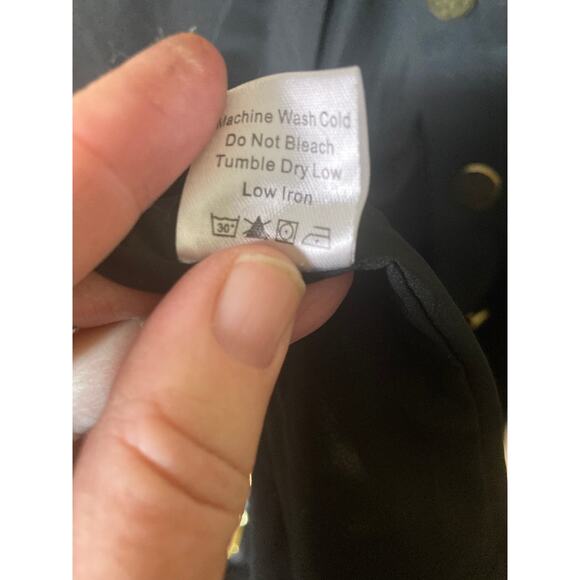 Machine Wash Cold
Do Not Bleach
Tumble Dry Low
Low Iron
30°